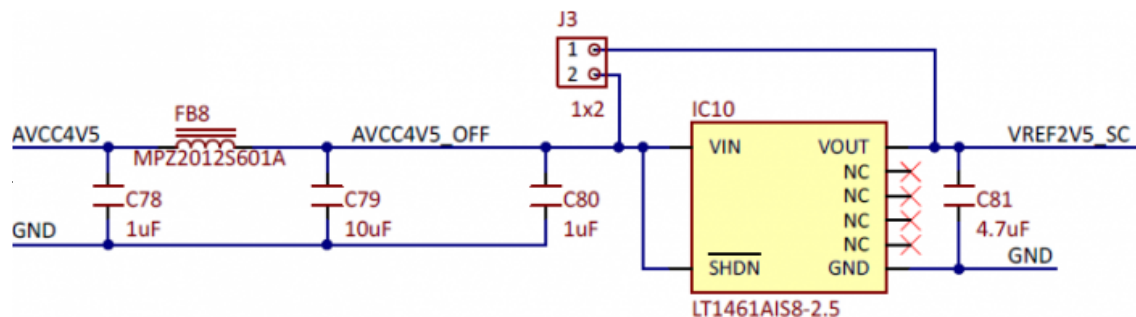 J3
1
2
1x2
FB8
AVCC4V5
MPZ2012S601A
AVCC4V5_OFF
C78
1uF
C79
10uF
C80
1uF
GND
IC10
VIN
VOUT
NC
NC
NC
NC
SHDN
GND
LT1461AIS8-2.5
VREF2V5_SC
C81
4.7uF
GND